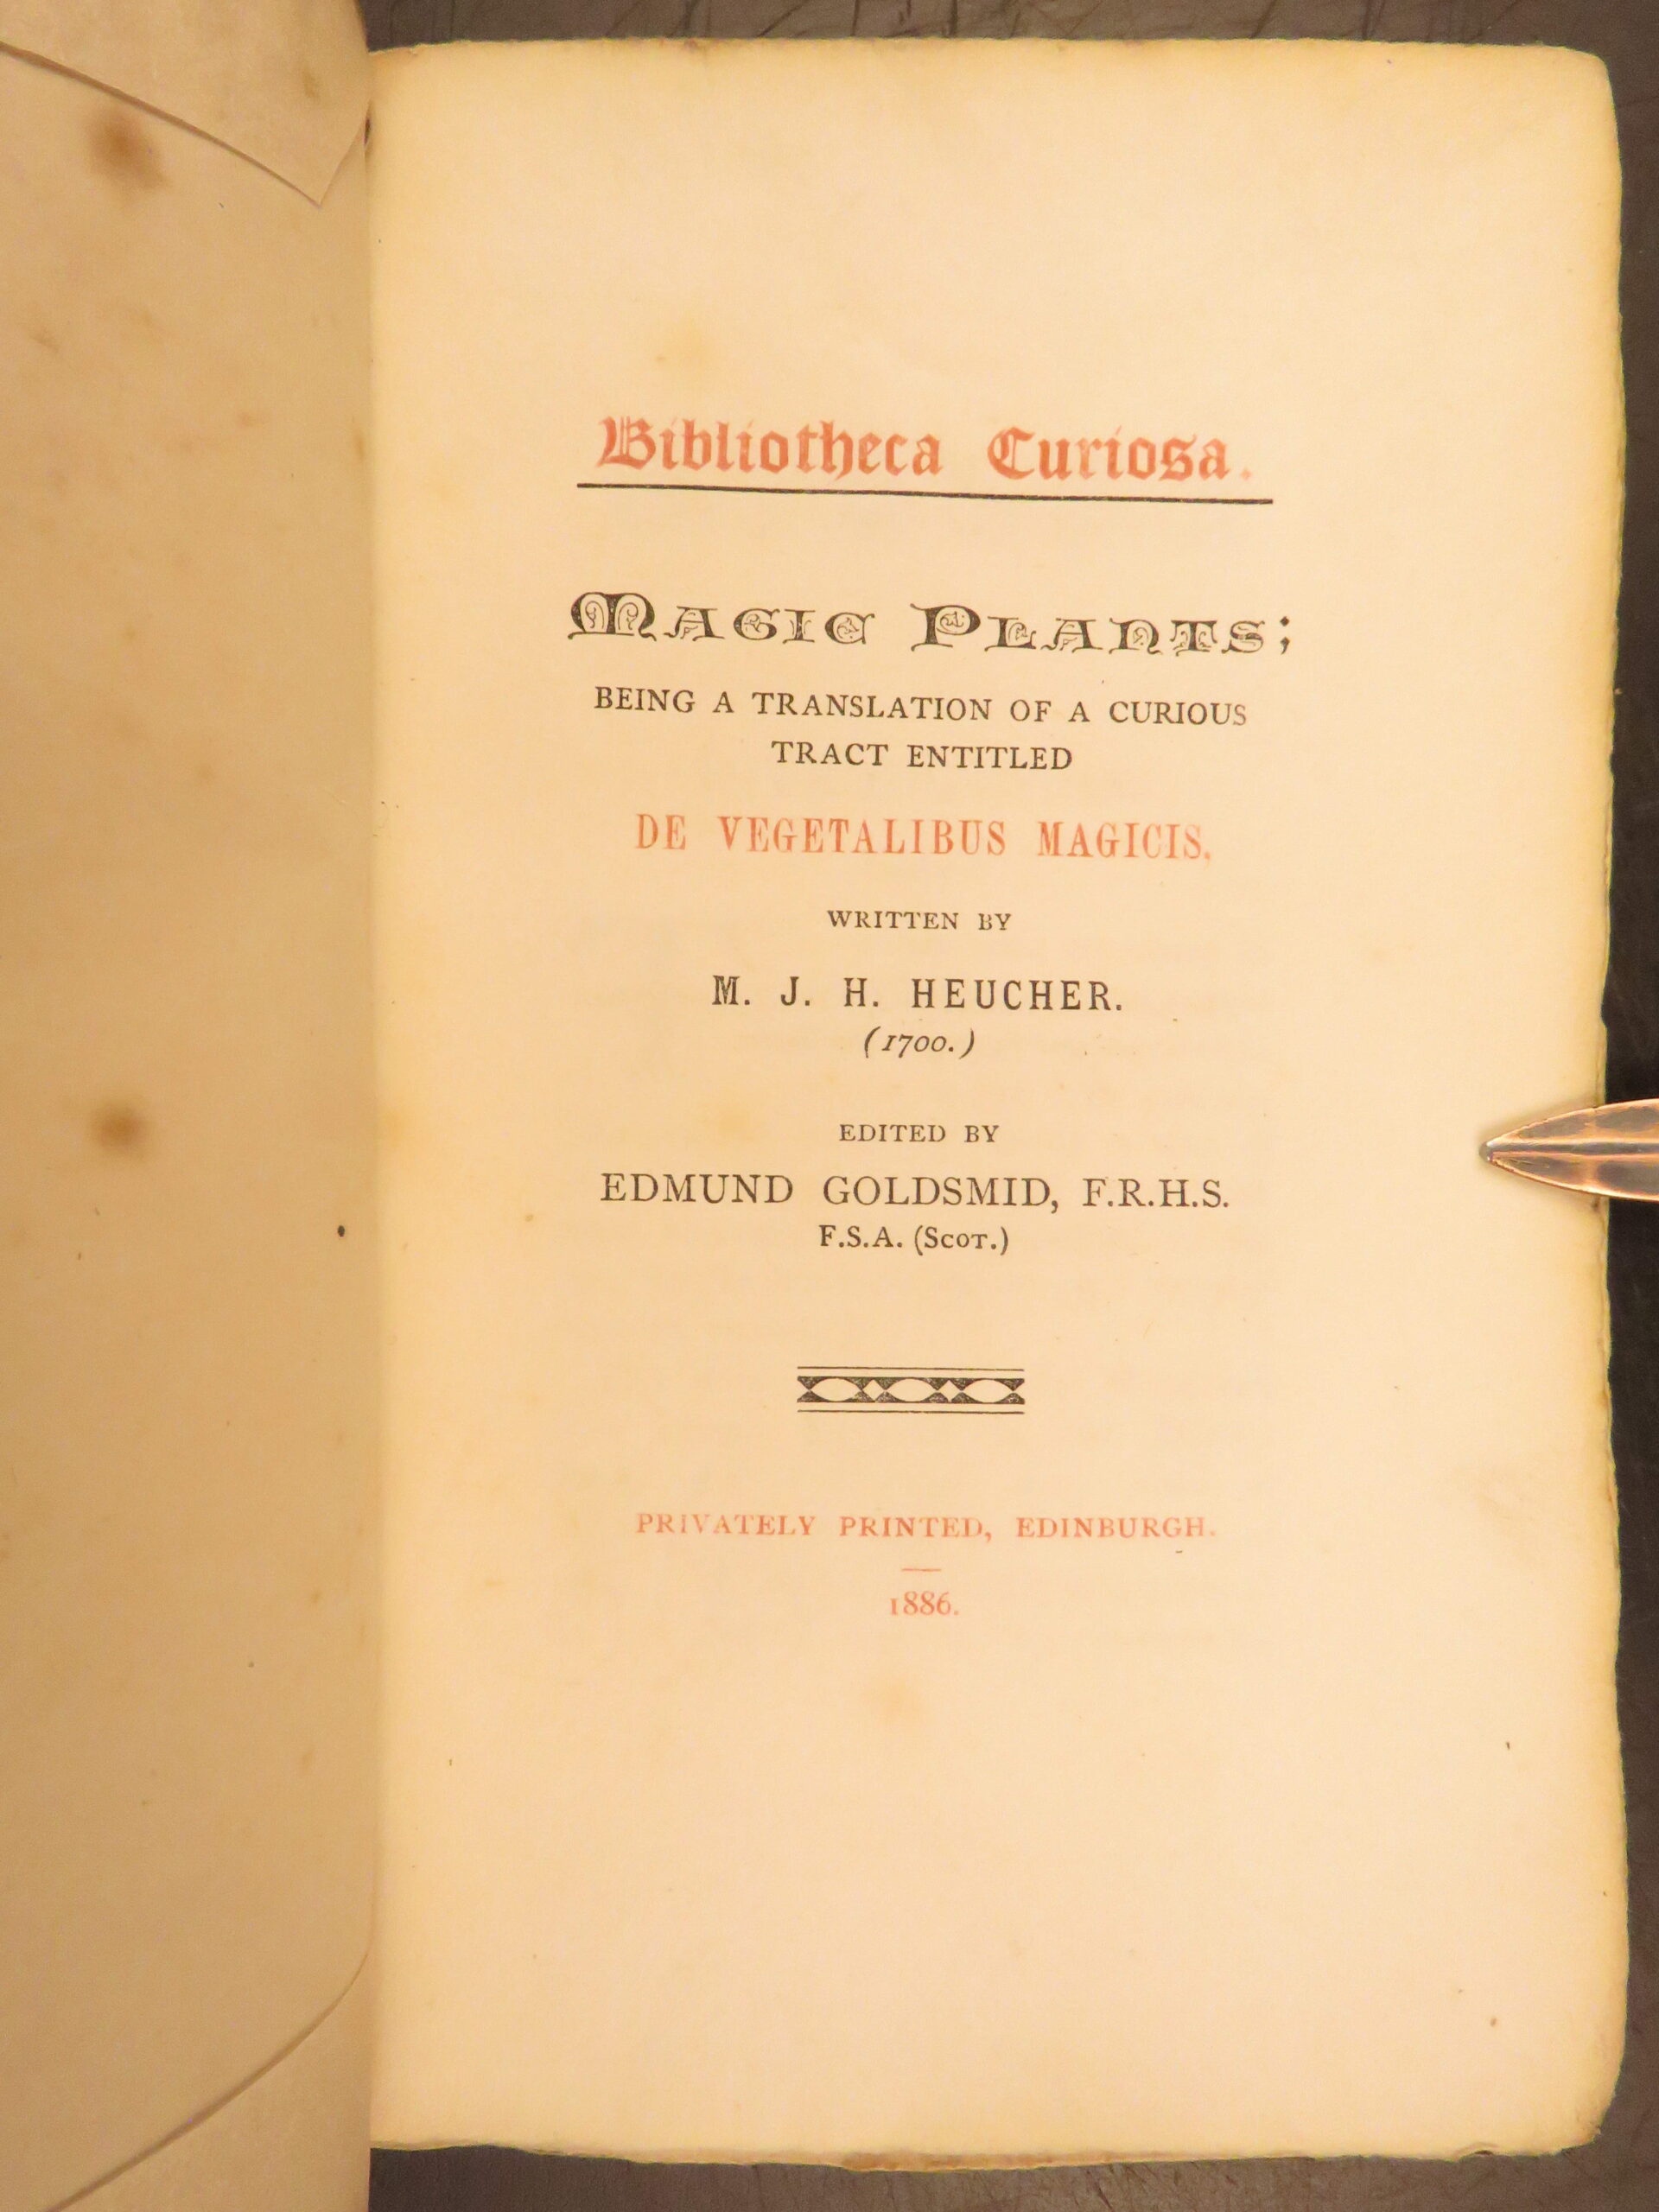 Bibliotheca Curiosa.
MAGIC PLANTS;
BEING A TRANSLATION OF A CURIOUS
TRACT ENTITLED
DE VEGETALIBUS MAGICIS.
WRITTEN BY
M. J. H. HEUCHER.
(1700.)
EDITED BY
EDMUND GOLDSMID, F.R.H.S.
F.S.A. (SCOT.)
PRIVATELY PRINTED, EDINBURGH.
1886.